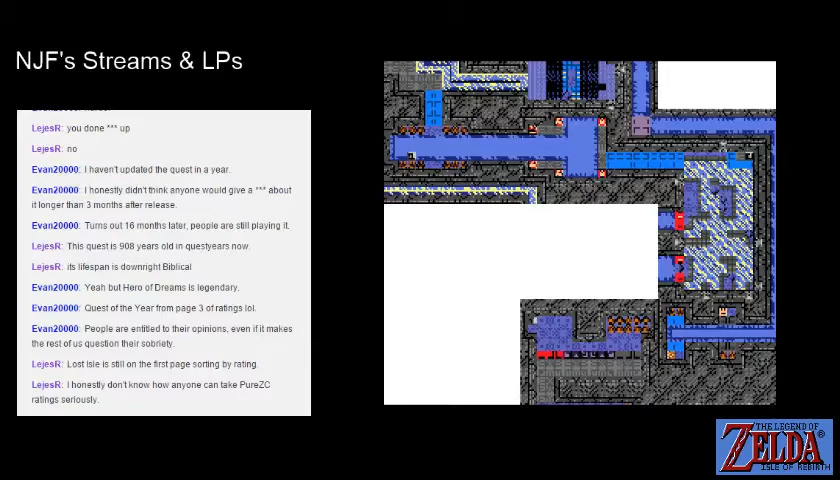 NJF's Streams & LPs
LejesR: you done *** up
LejesR: no
Evan20000: I haven't updated the quest in a year.
Evan20000: I honestly didn't think anyone would give a *** about
it longer than 3 months after release.
Evan20000: Turns out 16 months later, people are still playing it.
LejesR: This quest is 908 years old in questyears now.
LejesR: its lifespan is downright Biblical
Evan20000: Yeah but Hero of Dreams is legendary.
Evan20000: Quest of the Year from page 3 of ratings lol.
Evan20000: People are entitled to their opinions, even if it makes
the rest of us question their sobriety.
LejesR: Lost Isle is still on the first page sorting by rating.
LejesR: I honestly don't know how anyone can take PureZC
ratings seriously.
THE LEGEND OF
ZELDA®
ISLE OF REBIRTH